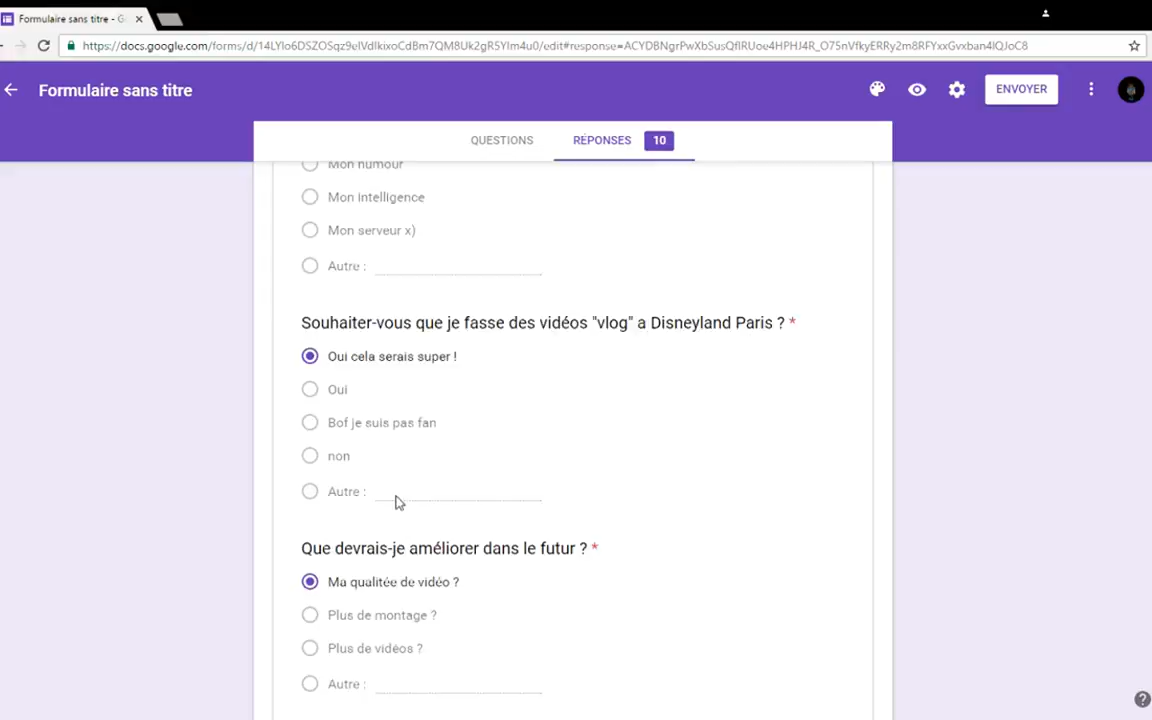 Formulaire sans titre - G
https://docs.google.com/forms/d/14LYIo6DSZOSqz9elVdlkixoCdBm7QM8Uk2gR5Ylm4u0/edit#response=ACYDBNgrPwXbSusQflRUoe4HPHJ4R_O75nVfkyERRy2m8RFYxxGvxban4lQJoC8
Formulaire sans titre
ENVOYER
QUESTIONS
RÉPONSES 10
Mon humour
Mon intelligence
Mon serveur x)
Autre :
Souhaiter-vous que je fasse des vidéos "vlog" a Disneyland Paris ? *
Oui cela serais super !
Oui
Bof je suis pas fan
non
Autre :
Que devrais-je améliorer dans le futur ? *
Ma qualitée de vidéo ?
Plus de montage ?
Plus de vidéos ?
Autre :